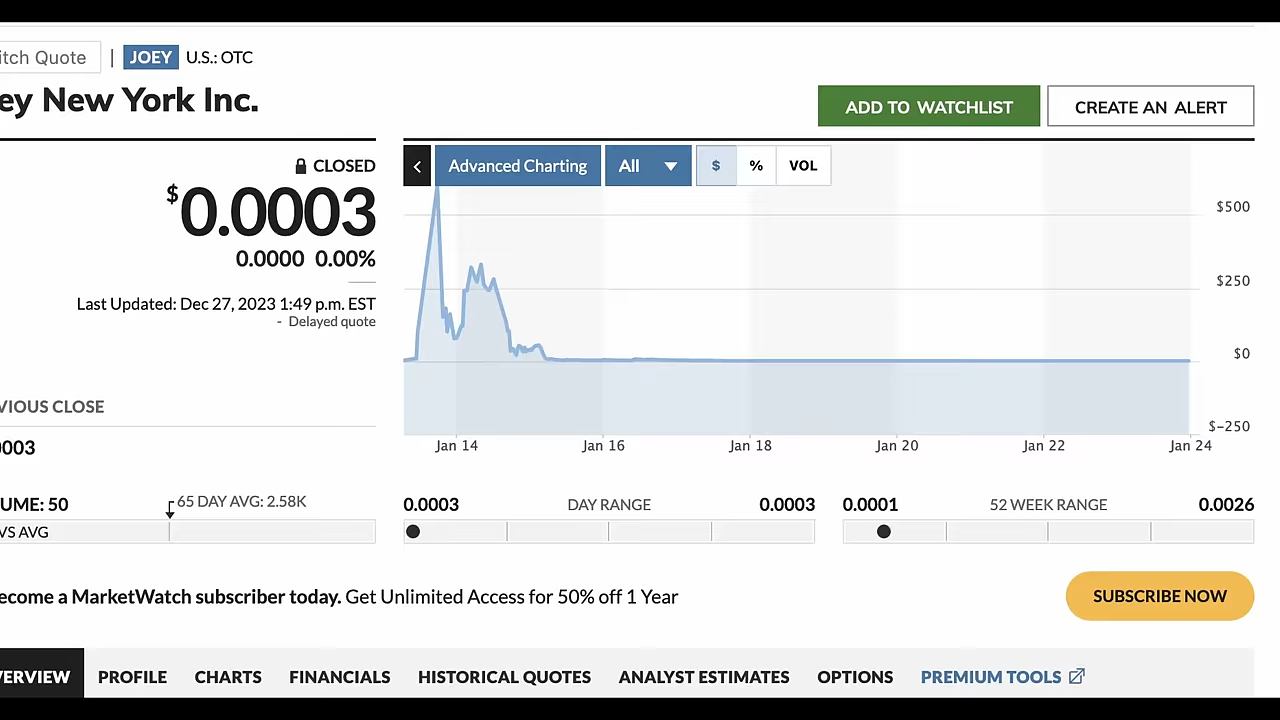 itch Quote | JOEY U.S.: OTC
ey New York Inc.
ADD TO WATCHLIST CREATE AN ALERT
CLOSED
$0.0003
0.0000 0.00%
Last Updated: Dec 27, 2023 1:49 p.m. EST
- Delayed quote
VIOUS CLOSE
0003
Advanced Charting All $ % VOL
$500
$250
$0
$-250
Jan 14 Jan 16 Jan 18 Jan 20 Jan 22 Jan 24
UME: 50 65 DAY AVG: 2.58K
VS AVG
0.0003 DAY RANGE 0.0003
0.0001 52 WEEK RANGE 0.0026
ecome a MarketWatch subscriber today. Get Unlimited Access for 50% off 1 Year
SUBSCRIBE NOW
VERVIEW PROFILE CHARTS FINANCIALS HISTORICAL QUOTES ANALYST ESTIMATES OPTIONS PREMIUM TOOLS